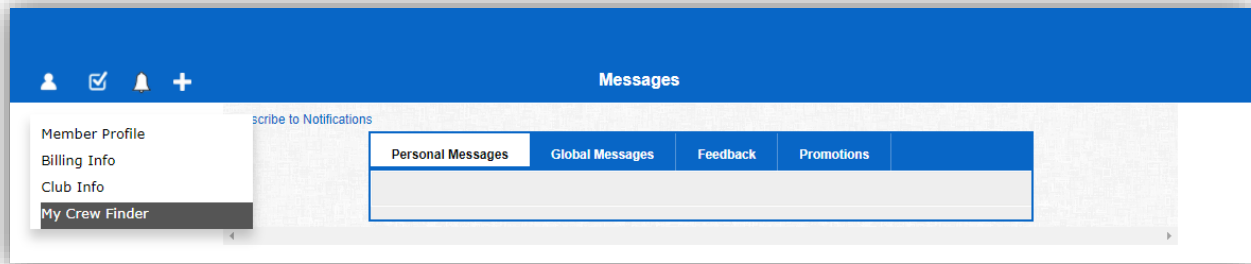 Messages
scribe to Notifications
Member Profile
Billing Info
Club Info
My Crew Finder
Personal Messages Global Messages Feedback Promotions